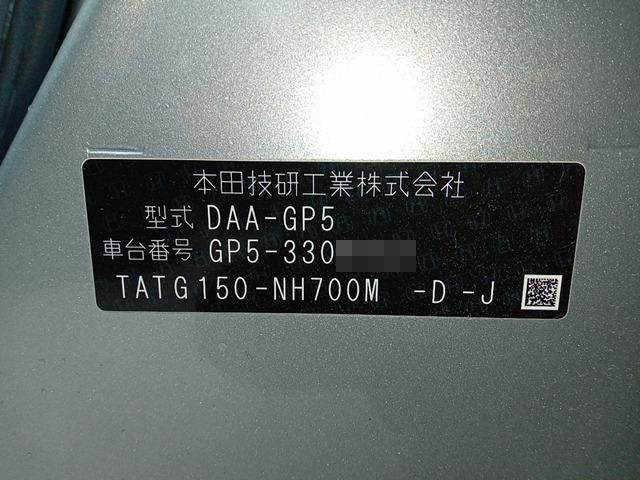 本田技研工業株式会社
型式 DAA-GP5
車台番号 GP5-330
TATG150-NH700M -D-J